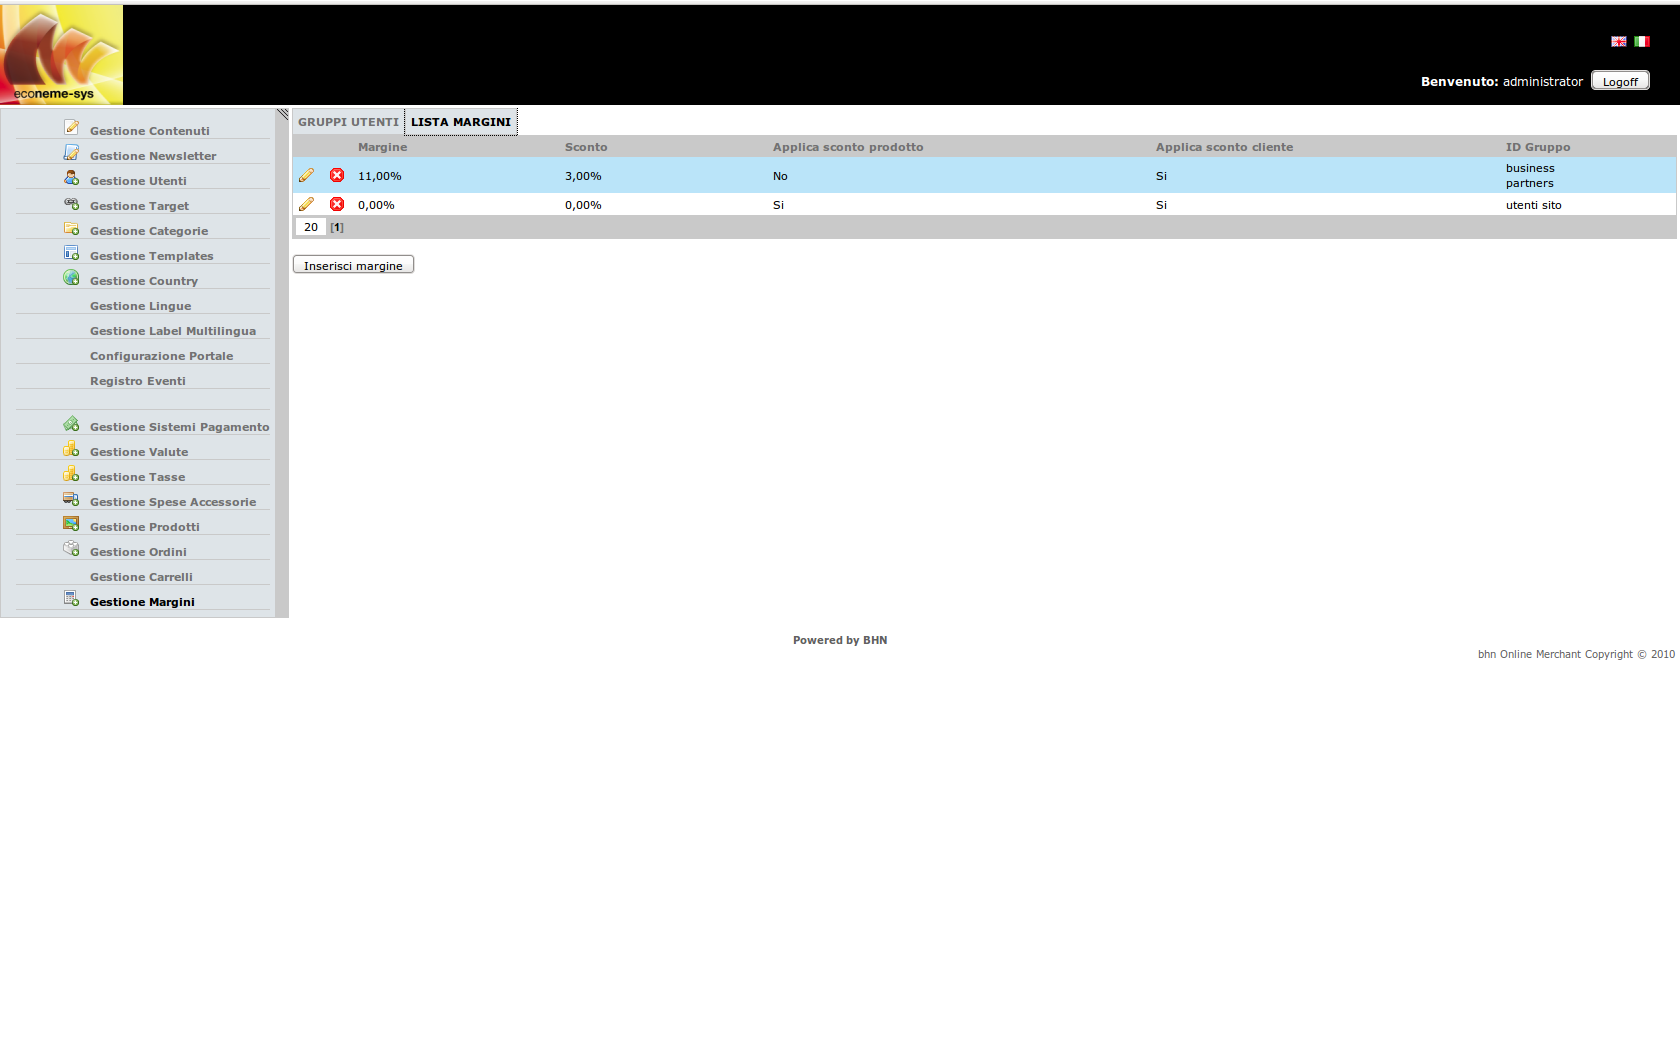 econeme-sys
Benvenuto: administrator Logoff
Gestione Contenuti
Gestione Newsletter
Gestione Utenti
Gestione Target
Gestione Categorie
Gestione Templates
Gestione Country
Gestione Lingue
Gestione Label Multilingua
Configurazione Portale
Registro Eventi
Gestione Sistemi Pagamento
Gestione Valute
Gestione Tasse
Gestione Spese Accessorie
Gestione Prodotti
Gestione Ordini
Gestione Carrelli
Gestione Margini
GRUPPI UTENTI LISTA MARGINI
Margine Sconto Applica sconto prodotto Applica sconto cliente ID Gruppo
11,00% 3,00% No Si business
partners
0,00% 0,00% Si Si utenti sito
20 [1]
Inserisci margine
Powered by BHN
bhn Online Merchant Copyright © 2010